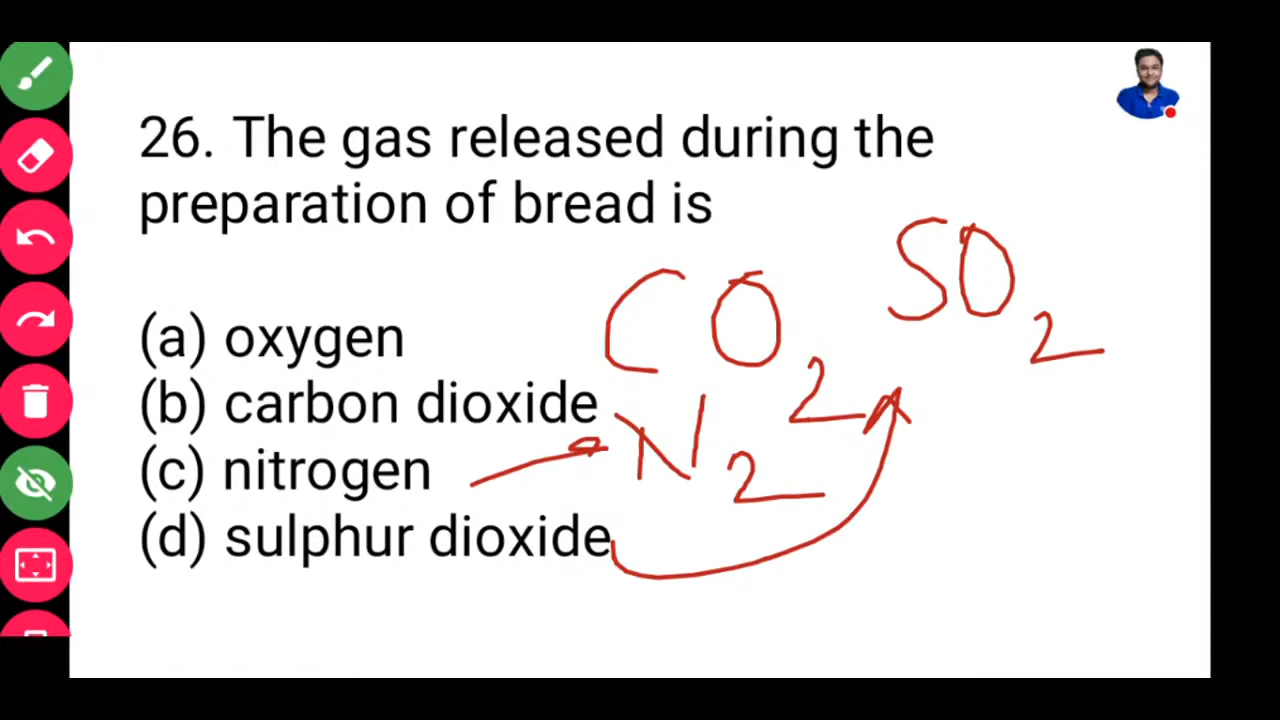 26. The gas released during the
preparation of bread is
SO2
(a) oxygen
CO2
(b) carbon dioxide
(c) nitrogen
N2
(d) sulphur dioxide